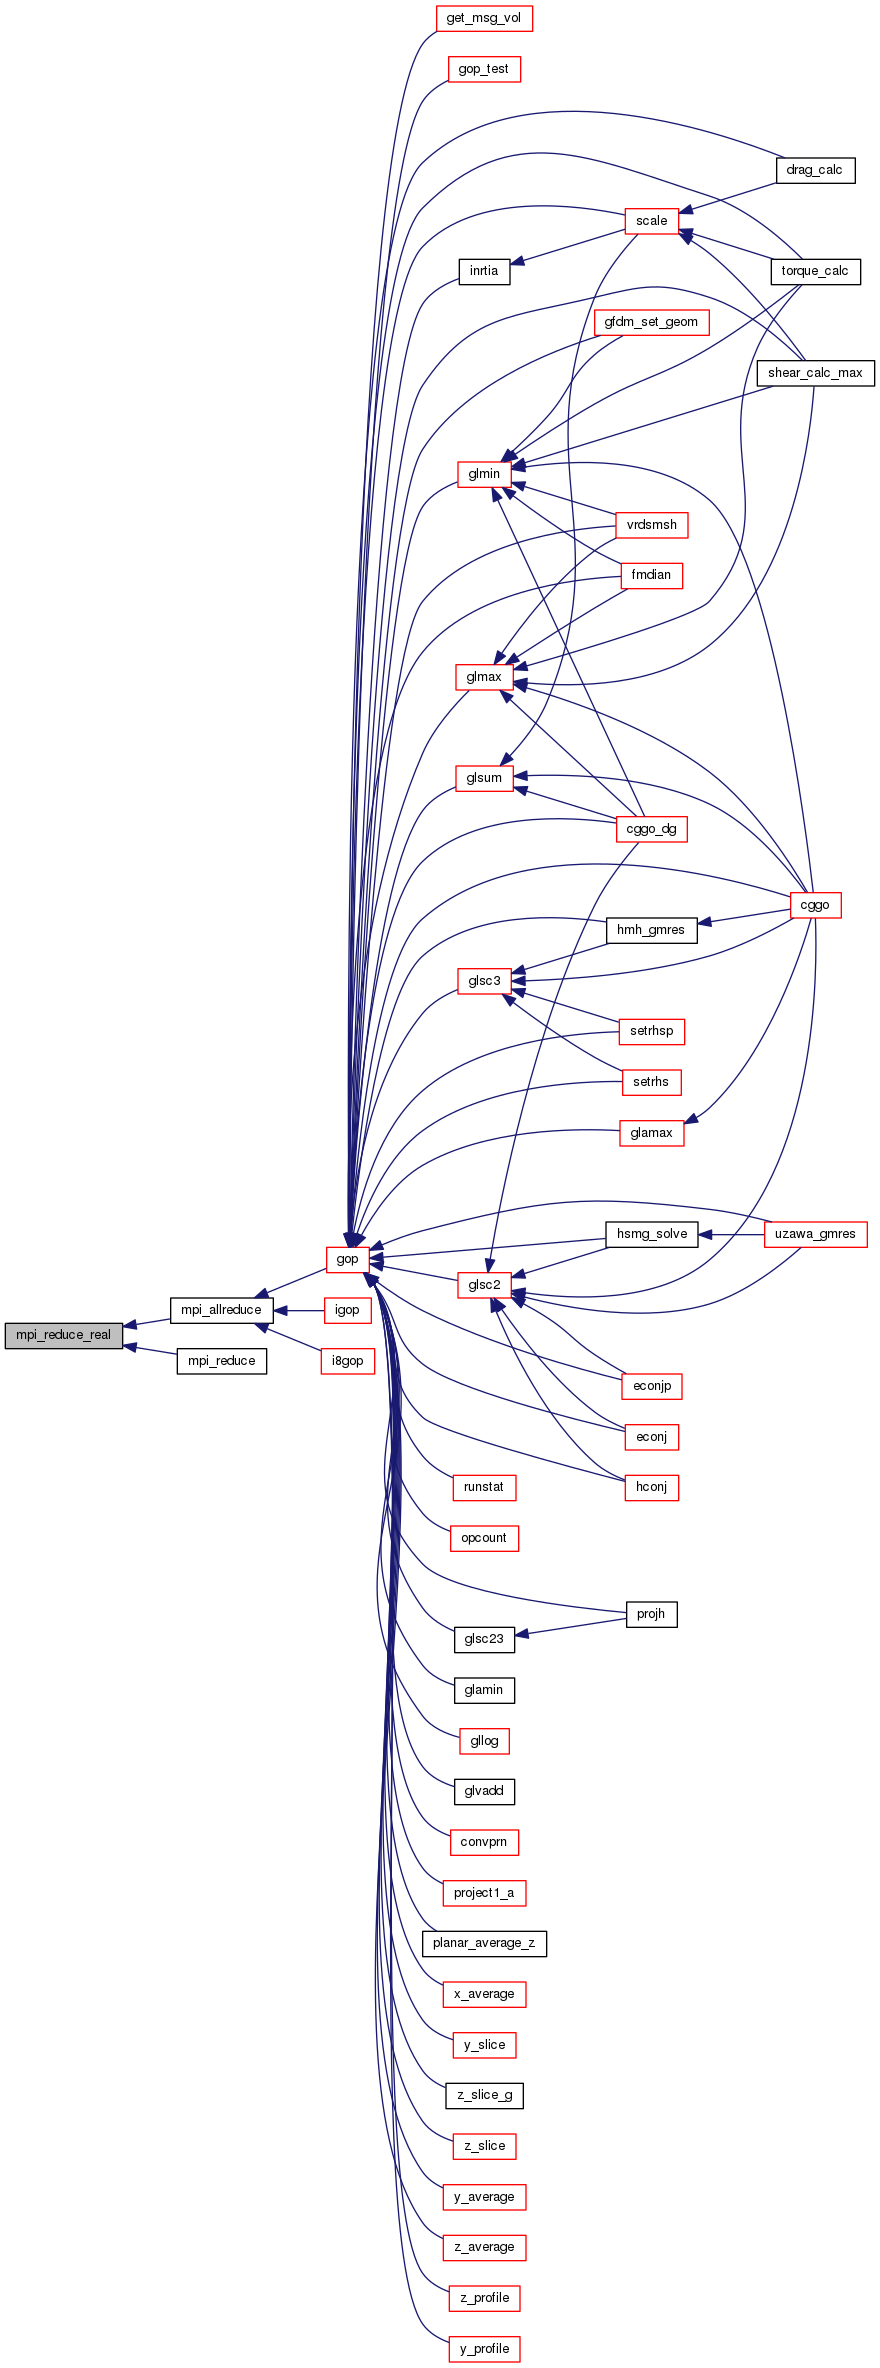 get_msg_vol
gop_test
drag_calc
scale
inrtia
torque_calc
gfdm_set_geom
shear_calc_max
glmin
vrdsmsh
fmdian
glmax
glsum
cggo_dg
cggo
hmh_gmres
glsc3
setrhsp
setrhs
glamax
hsmg_solve
uzawa_gmres
gop
glsc2
mpi_allreduce
igop
mpi_reduce_real
mpi_reduce
i8gop
econjp
econj
runstat
hconj
opcount
projh
glsc23
glamin
gllog
glvadd
convprn
project1_a
planar_average_z
x_average
y_slice
z_slice_g
z_slice
y_average
z_average
z_profile
y_profile